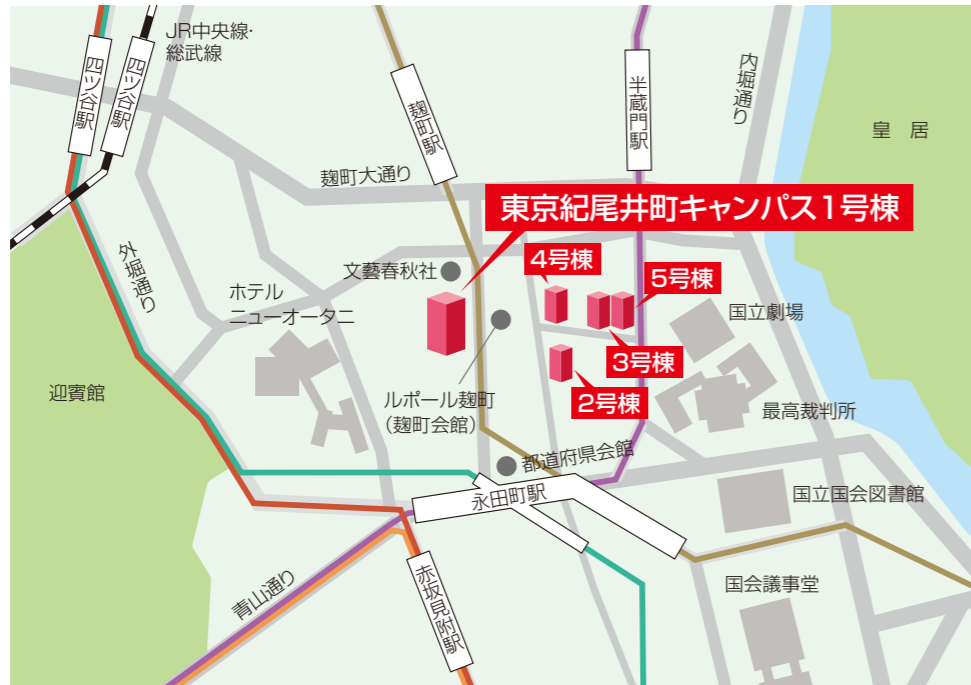 JR中央線・
総武線
四ツ谷駅
四ツ谷駅
麹町駅
半蔵門駅
内堀通り
皇 居
麹町大通り
東京紀尾井町キャンパス1号棟
外堀通り
文藝春秋社
4号棟
5号棟
ホテル
ニューオータニ
国立劇場
3号棟
迎賓館
ルポール麹町
（麹町会館）
2号棟
最高裁判所
都道府県会館
永田町駅
国立国会図書館
青山通り
赤坂見附駅
国会議事堂